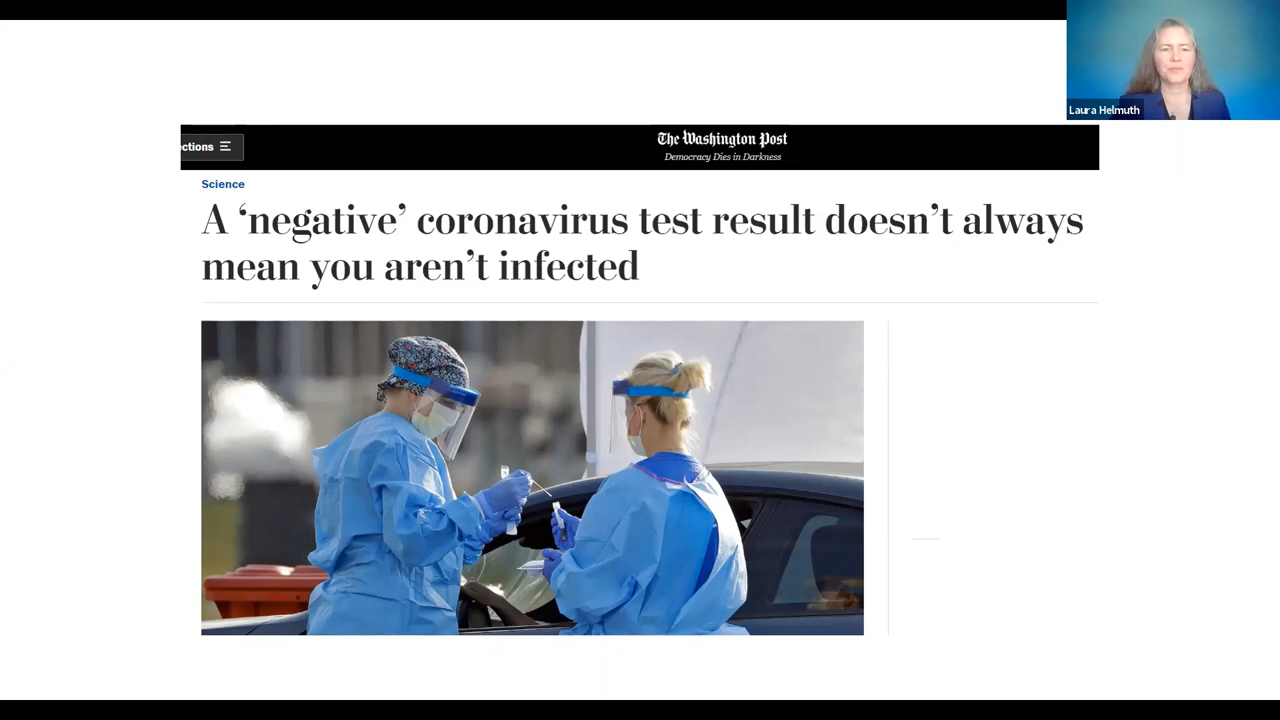 Laura Helmuth
ections
The Washington Post
Democracy Dies in Darkness
Science
A ‘negative’ coronavirus test result doesn’t always
mean you aren’t infected